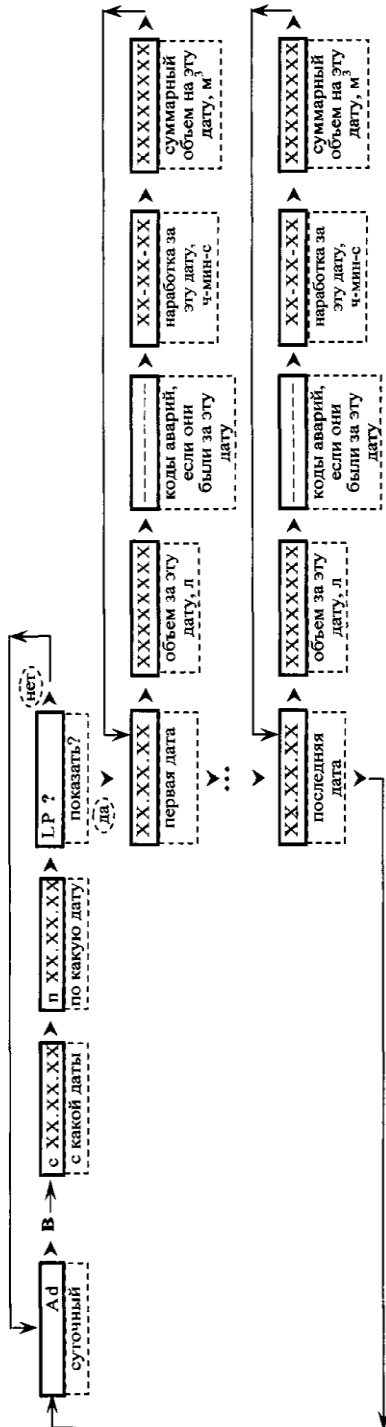 Ad
суточный
В
с XX.XX.XX
с какой даты
п XX.XX.XX
по какую дату
LP ?
показать?
нет
да
XX.XX.XX
первая дата
XXXXXXXXX
объем за эту
дату, л
– – – – – – – –
коды аварий,
если они
были за эту
дату
XX-XX-XX
наработка за
эту дату,
ч-мин-с
XXXXXXXXX
суммарный
объем на эту
дату, м3
...
XX.XX.XX
последняя
дата
XXXXXXXXX
объем за эту
дату, л
– – – – – – – –
коды аварий,
если они
были за эту
дату
XX-XX-XX
наработка за
эту дату,
ч-мин-с
XXXXXXXXX
суммарный
объем на эту
дату, м3